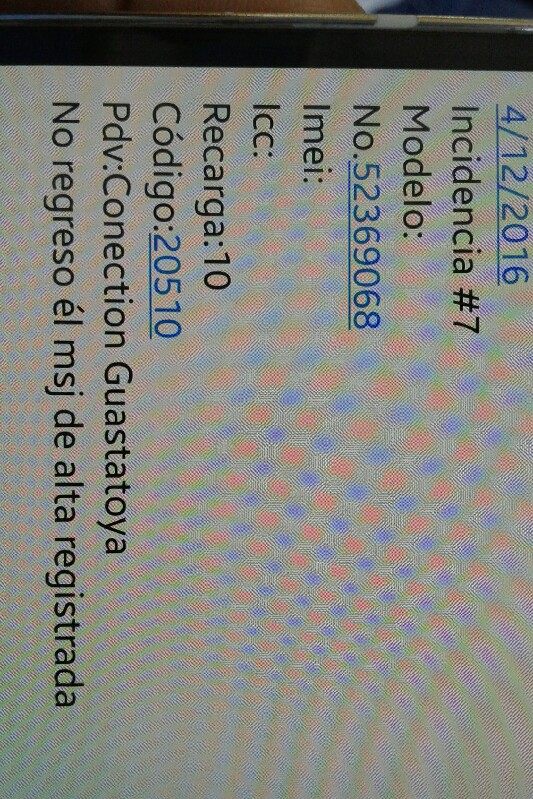 4/12/2016
Incidencia #7
Modelo:
No.52369068
Imei:
Icc:
Recarga:10
Código:20510
Pdv:Conection Guastatoya
No regreso él msj de alta registrada